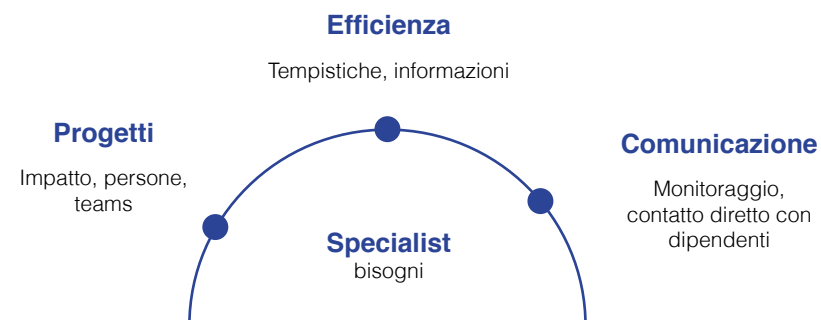 Efficienza
Tempistiche, informazioni
Progetti
Impatto, persone,
teams
Comunicazione
Monitoraggio,
contatto diretto con
dipendenti
Specialist
bisogni